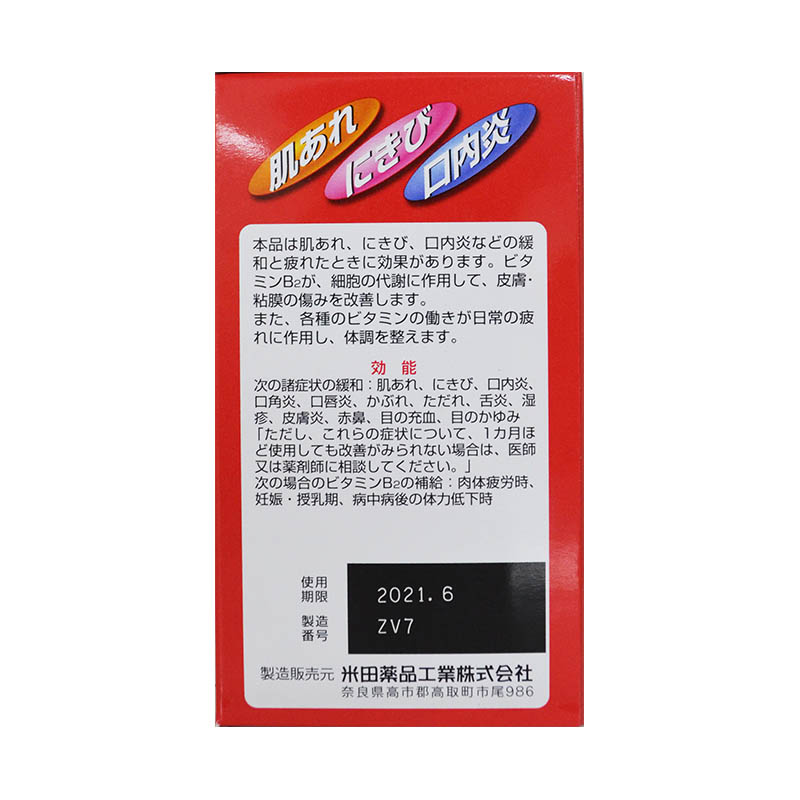 肌あれ
にきび
口内炎
本品は肌あれ、にきび、口内炎などの緩
和と疲れたときに効果があります。ビタ
ミンB2が、細胞の代謝に作用して、皮膚・
粘膜の傷みを改善します。
また、各種のビタミンの働きが日常の疲
れに作用し、体調を整えます。
効能
次の諸症状の緩和：肌あれ、にきび、口内炎、
口角炎、口唇炎、かぶれ、ただれ、舌炎、湿
疹、皮膚炎、赤鼻、目の充血、目のかゆみ
「ただし、これらの症状について、1カ月ほ
ど使用しても改善がみられない場合は、医師
又は薬剤師に相談してください。」
次の場合のビタミンB2の補給：肉体疲労時、
妊娠・授乳期、病中病後の体力低下時
使用
期限
2021.6
製造
番号
ZV7
製造販売元 米田薬品工業株式会社
奈良県高市郡高取町市尾986